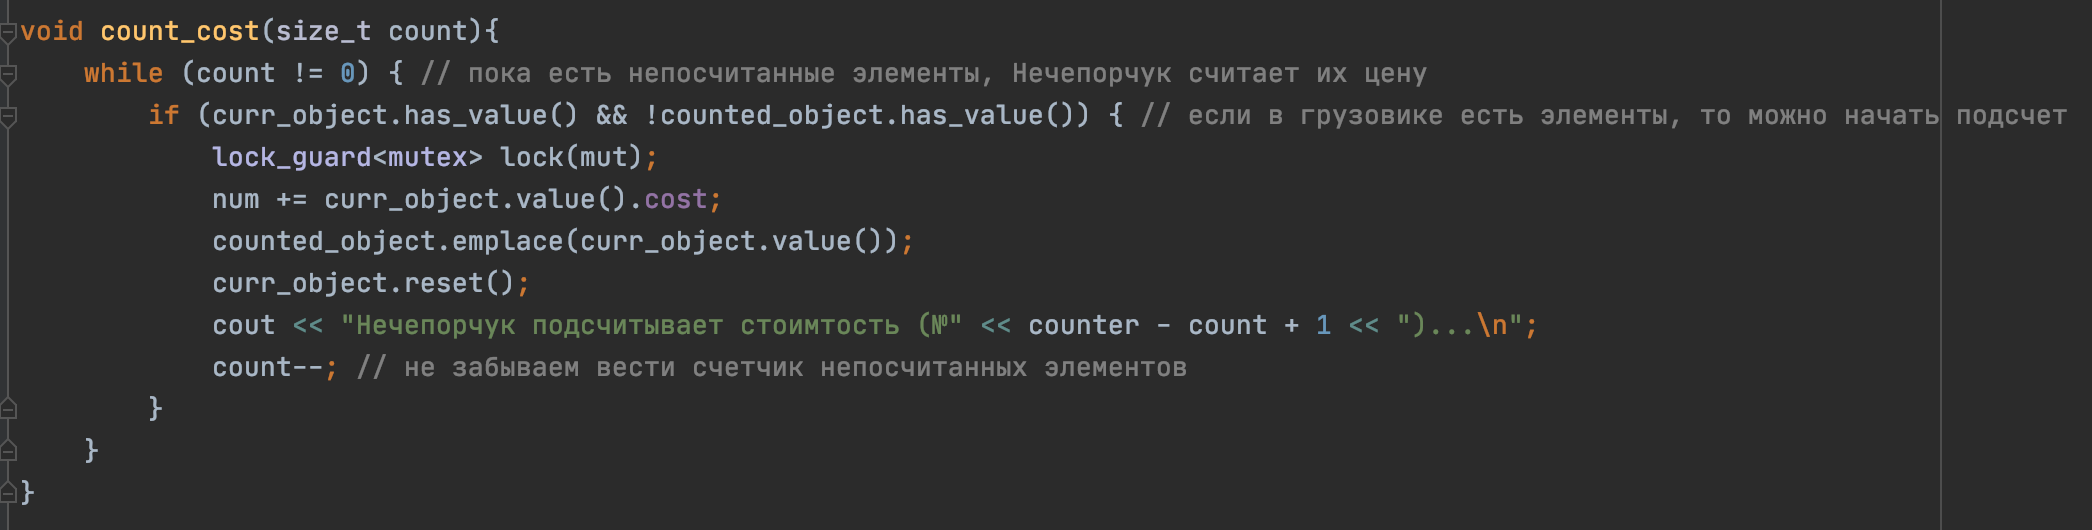 void count_cost(size_t count){
    while (count != 0) { // пока есть непосчитанные элементы, Нечепорчук считает их цену
        if (curr_object.has_value() && !counted_object.has_value()) { // если в грузовике есть элементы, то можно начать подсчет
            lock_guard<mutex> lock(mut);
            num += curr_object.value().cost;
            counted_object.emplace(curr_object.value());
            curr_object.reset();
            cout << "Нечепорчук подсчитывает стоимтость (№" << counter - count + 1 << ")...\n";
            count--; // не забываем вести счетчик непосчитанных элементов
        }
    }
}